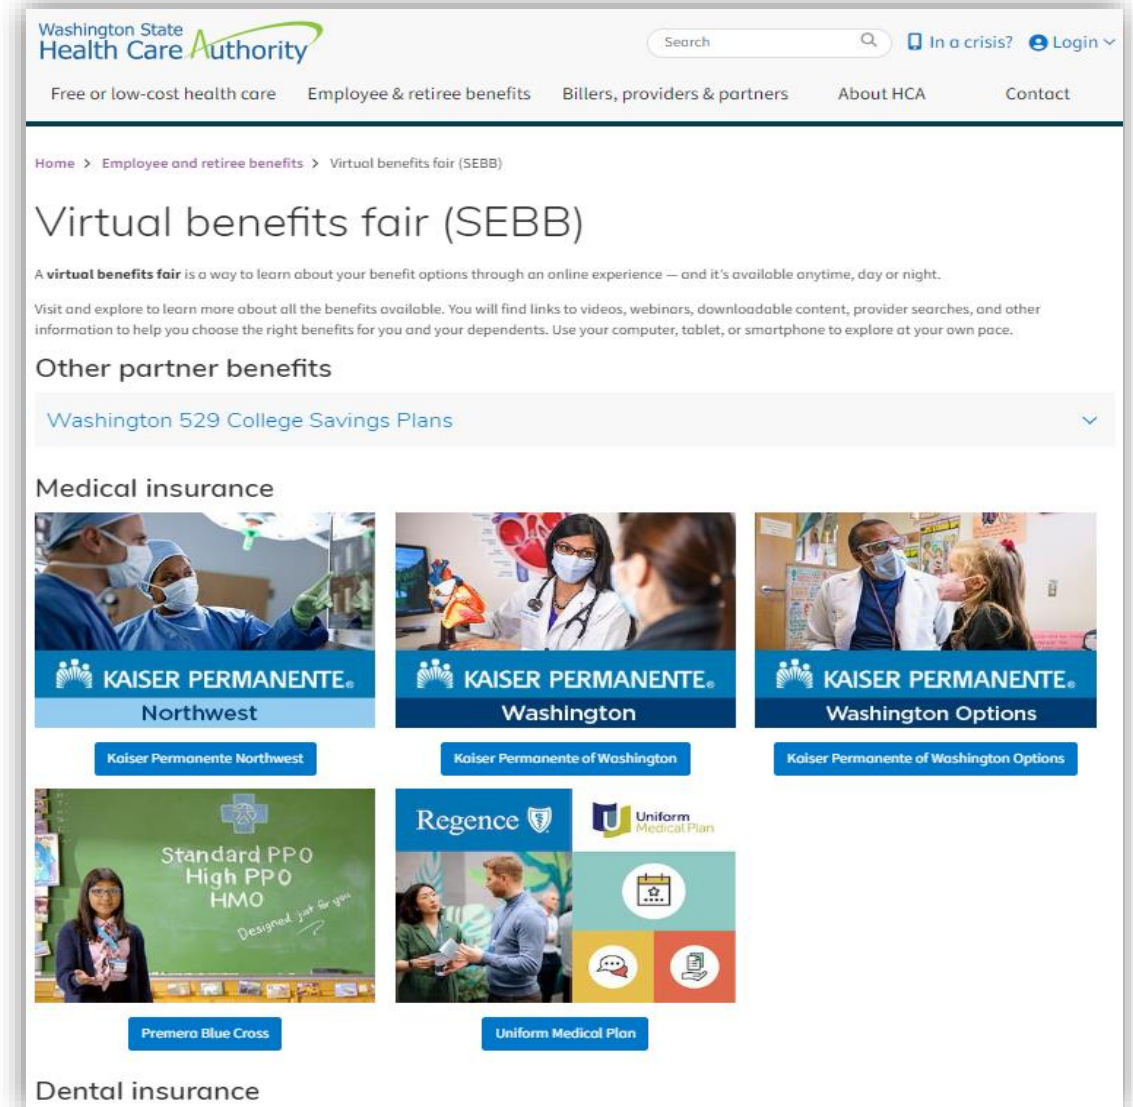 Washington State
Health Care Authority
Search
In a crisis?
Login
Free or low-cost health care
Employee & retiree benefits
Billers, providers & partners
About HCA
Contact
Home > Employee and retiree benefits > Virtual benefits fair (SEBB)
Virtual benefits fair (SEBB)
A virtual benefits fair is a way to learn about your benefit options through an online experience — and it's available anytime, day or night.
Visit and explore to learn more about all the benefits available. You will find links to videos, webinars, downloadable content, provider searches, and other
information to help you choose the right benefits for you and your dependents. Use your computer, tablet, or smartphone to explore at your own pace.
Other partner benefits
Washington 529 College Savings Plans
Medical insurance
KAISER PERMANENTE®
Northwest
KAISER PERMANENTE®
Washington
KAISER PERMANENTE®
Washington Options
Kaiser Permanente Northwest
Kaiser Permanente of Washington
Kaiser Permanente of Washington Options
Standard PPO
High PPO
HMO
Designed just for you
Regence
Uniform
Medical Plan
Premera Blue Cross
Uniform Medical Plan
Dental insurance